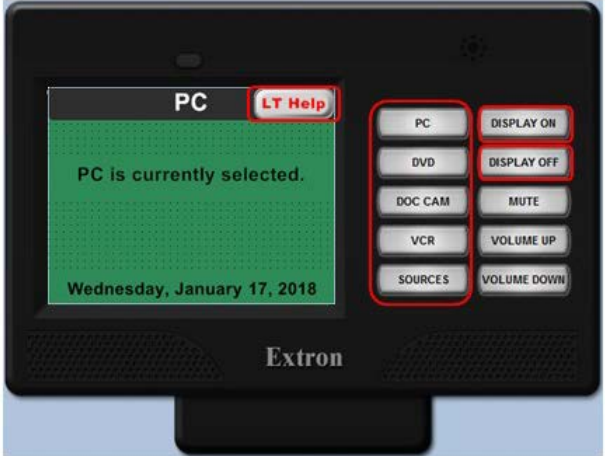 PC
LT Help
PC is currently selected.
Wednesday, January 17, 2018
PC
DISPLAY ON
DVD
DISPLAY OFF
DOC CAM
MUTE
VCR
VOLUME UP
SOURCES
VOLUME DOWN
Extron